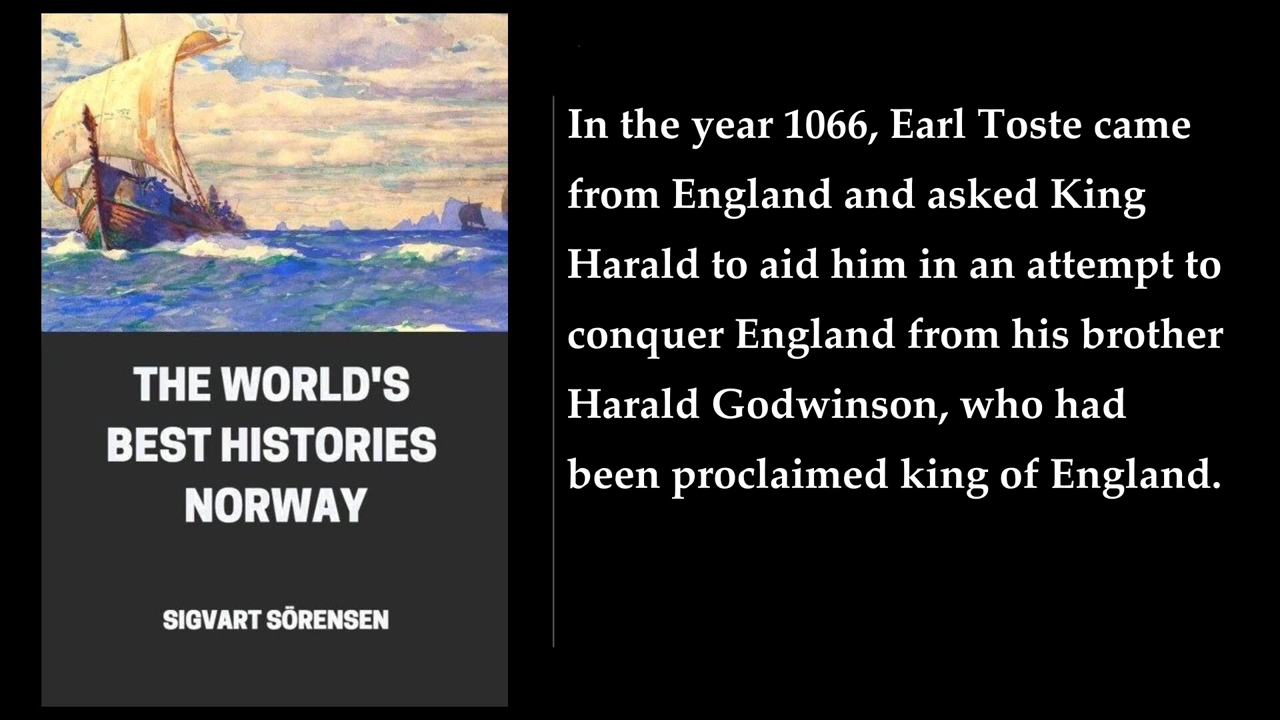 THE WORLD'S
BEST HISTORIES
NORWAY
SIGVART SÖRENSEN
In the year 1066, Earl Toste came
from England and asked King
Harald to aid him in an attempt to
conquer England from his brother
Harald Godwinson, who had
been proclaimed king of England.